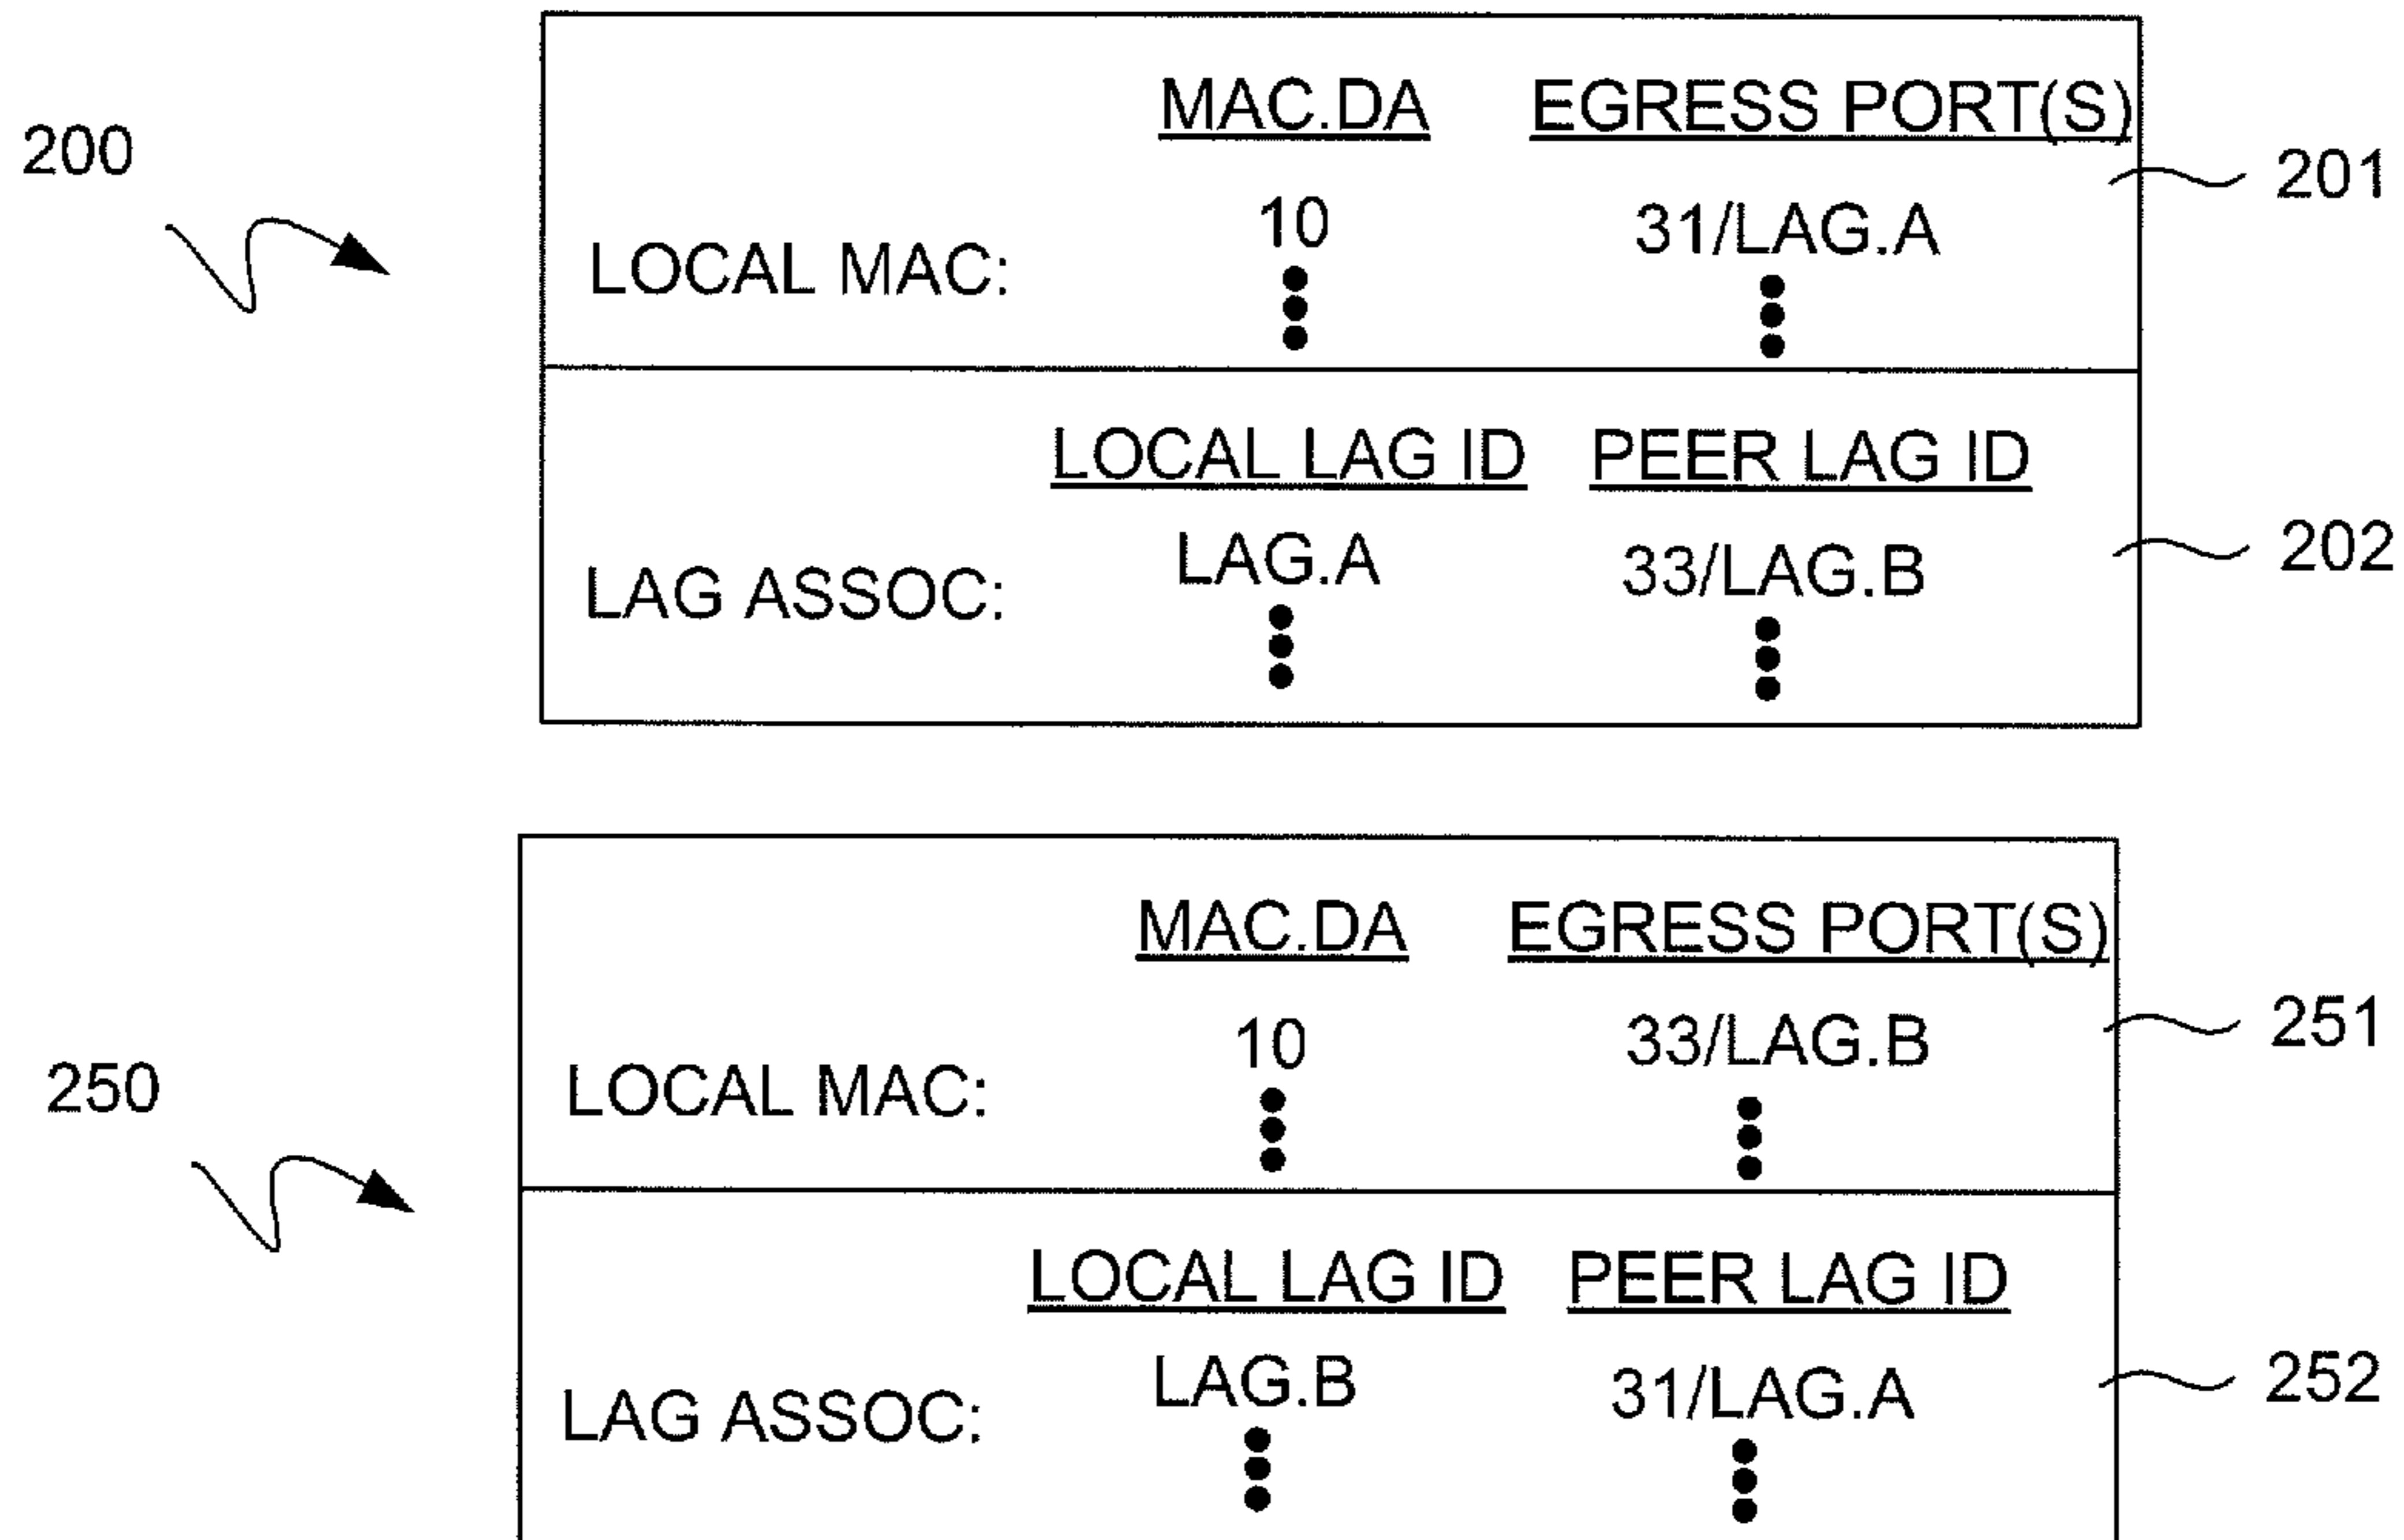 MAC.DA EGRESS PORT(S)
200
201
10 31/LAG.A
LOCAL MAC:
LOCAL LAG ID PEER LAG ID
202
LAG.A 33/LAG.B
LAG ASSOC:
MAC.DA EGRESS PORT(S)
251
10 33/LAG.B
250
LOCAL MAC:
LOCAL LAG ID PEER LAG ID
252
LAG.B 31/LAG.A
LAG ASSOC: